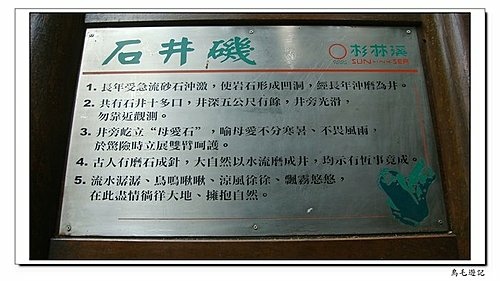 石井磯
杉林溪
SUN-LINK-SEA
1. 長年受急流砂石沖激，使岩石形成凹洞，經長年沖磨為井。
2. 共有石井十多口，井深五公尺有餘，井旁光滑，
勿靠近觀測。
3. 井旁屹立“母愛石”，喻母愛不分寒暑、不畏風雨，
於驚險時立展雙臂呵護。
4. 古人有磨石成針，大自然以水流磨成井，均示有恆事竟成。
5. 流水潺潺、鳥鳴啾啾、涼風徐徐、飄霧悠悠，
在此盡情徜徉大地、擁抱自然。
鳥毛遊記